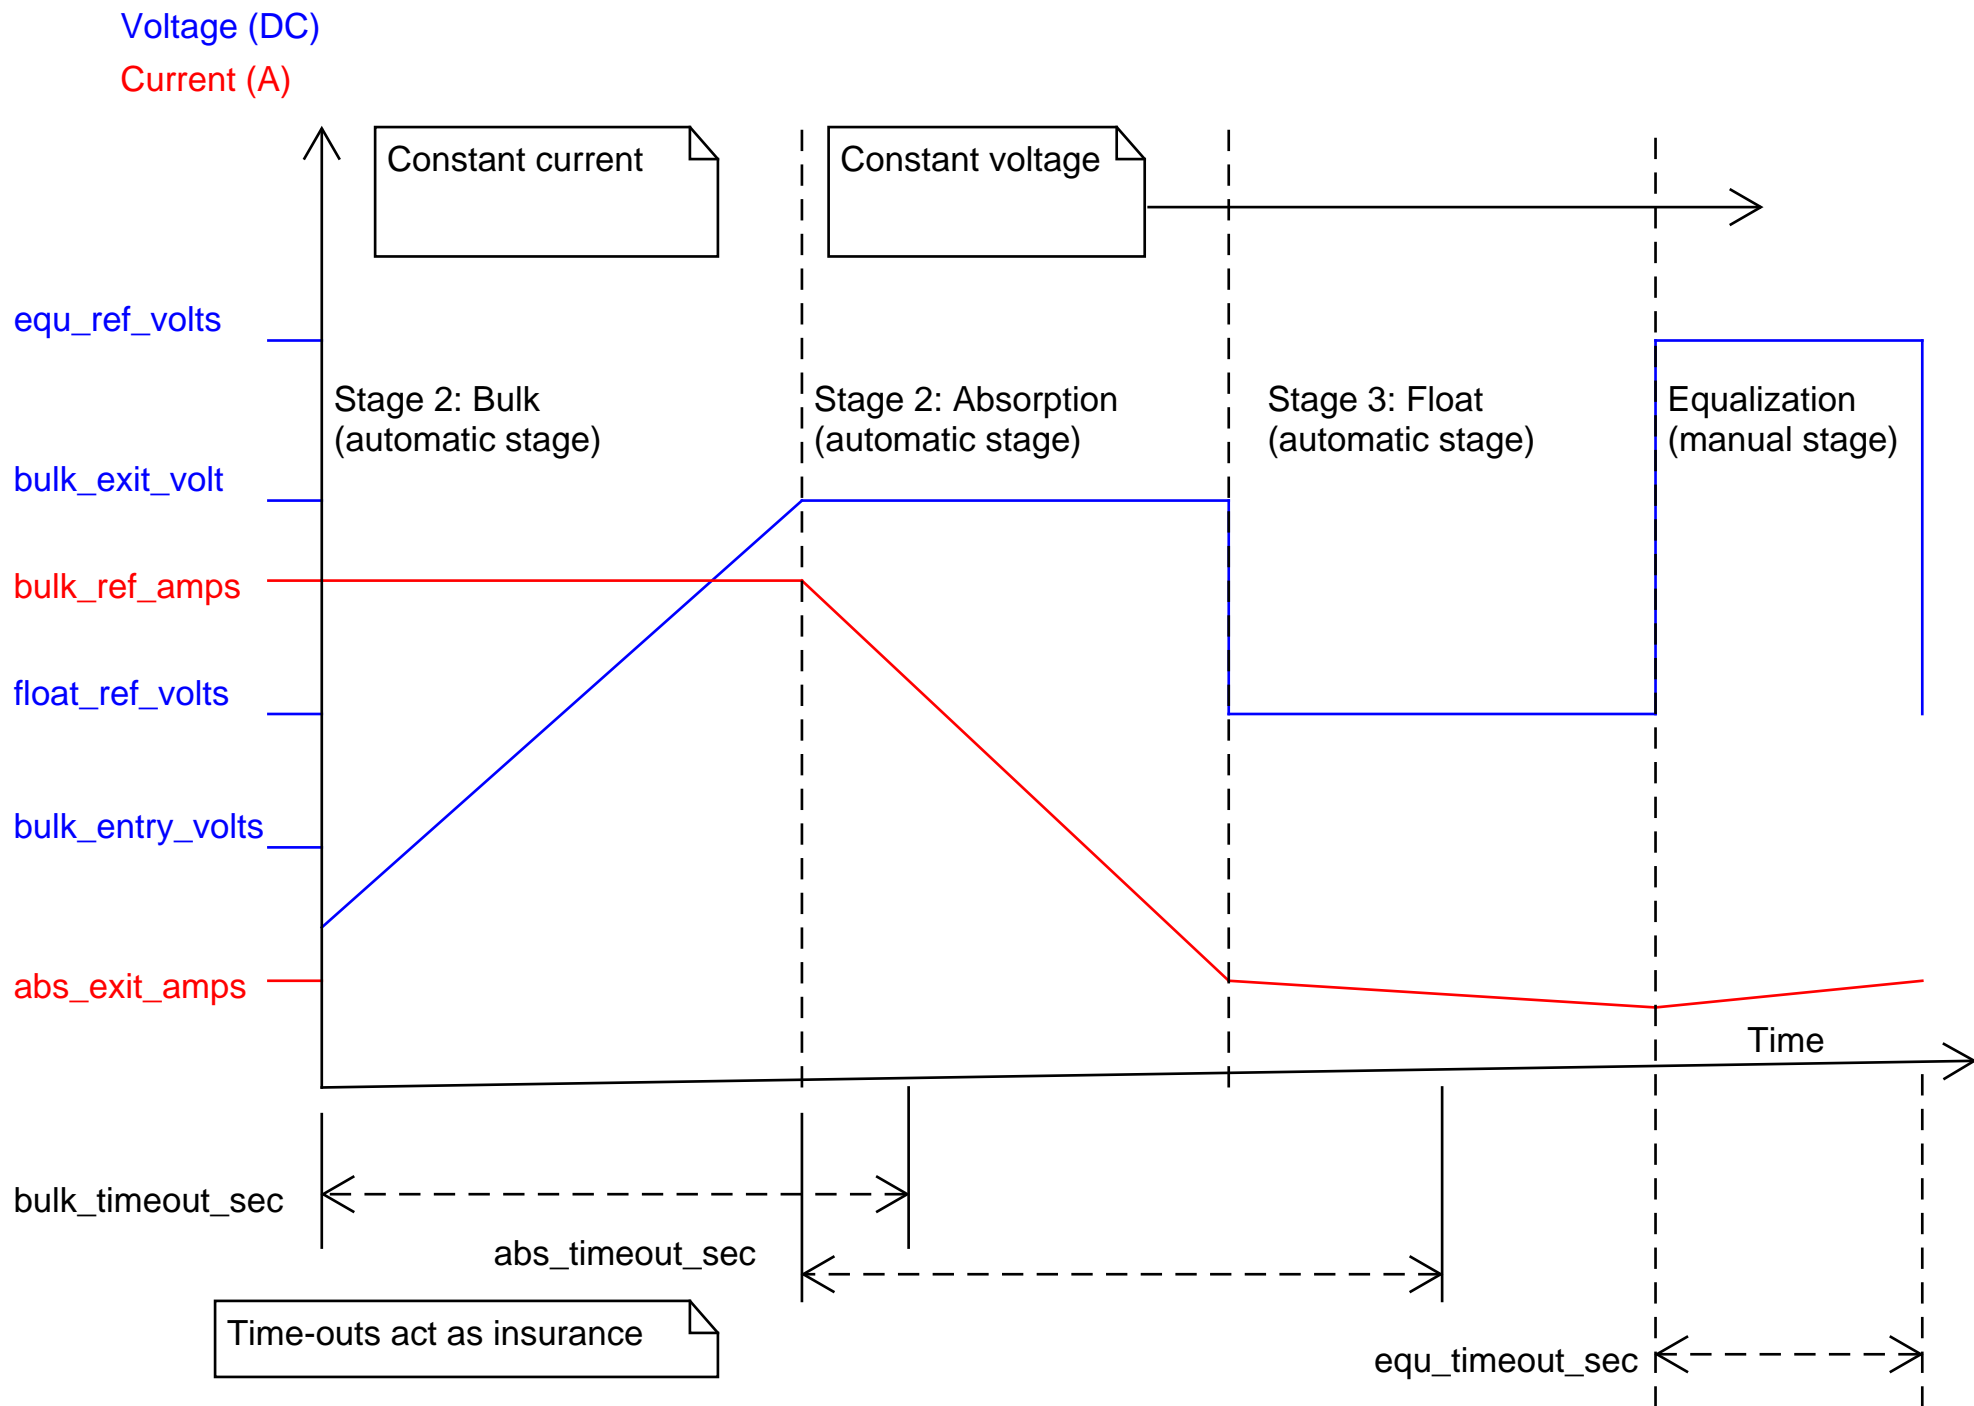 Voltage (DC)
Current (A)
Constant current
Constant voltage
equ_ref_volts
Stage 2: Bulk
(automatic stage)
Stage 2: Absorption
(automatic stage)
Stage 3: Float
(automatic stage)
Equalization
(manual stage)
bulk_exit_volt
bulk_ref_amps
float_ref_volts
bulk_entry_volts
abs_exit_amps
Time
bulk_timeout_sec
abs_timeout_sec
Time-outs act as insurance
equ_timeout_sec